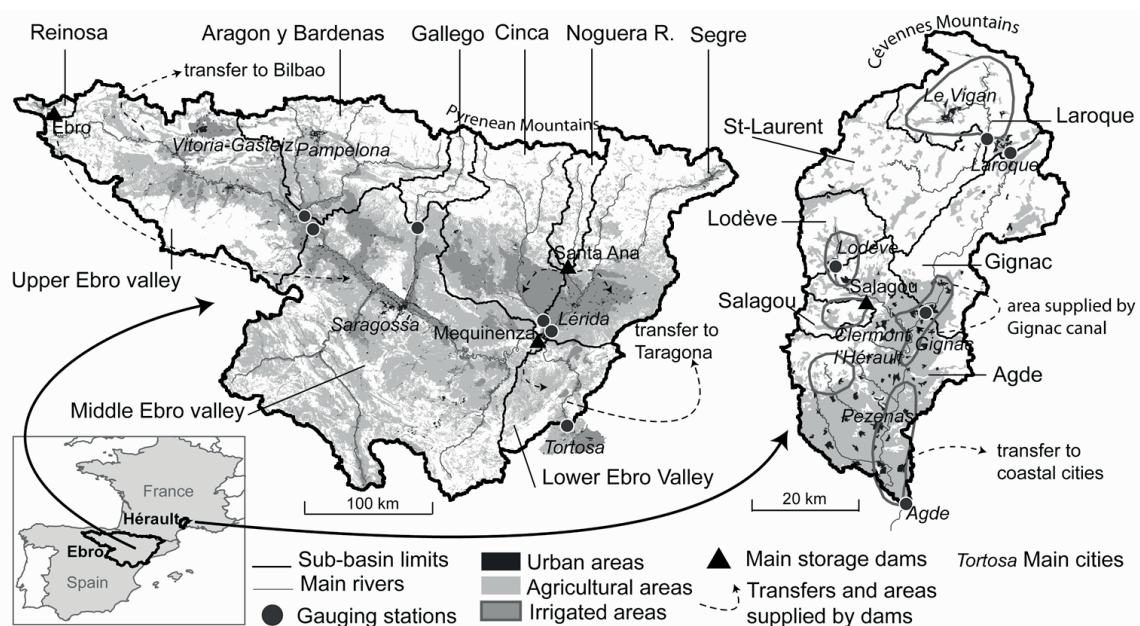 Reinosa
Aragon y Bardenas
Gallego
Cinca
Noguera R.
Segre
transfer to Bilbao
Ebro
Vitoria-Gasteiz
Pampelona
Pyrenean Mountains
Santa Ana
Upper Ebro valley
Saragossa
Mequinenza
Lérida
transfer to
Taragona
Middle Ebro valley
Tortosa
Lower Ebro Valley
100 km
Cévennes Mountains
Le Vigan
Laroque
St-Laurent
Laroque
Lodève
Lodève
Gignac
Salagou
Salagou
area supplied by
Gignac canal
Clermont
l'Hérault
Gignac
Agde
Pezenas
transfer to
coastal cities
20 km
Agde
France
Hérault
Ebro
Spain
Sub-basin limits
Main rivers
Gauging stations
Urban areas
Agricultural areas
Irrigated areas
Main storage dams
Transfers and areas
supplied by dams
Tortosa Main cities